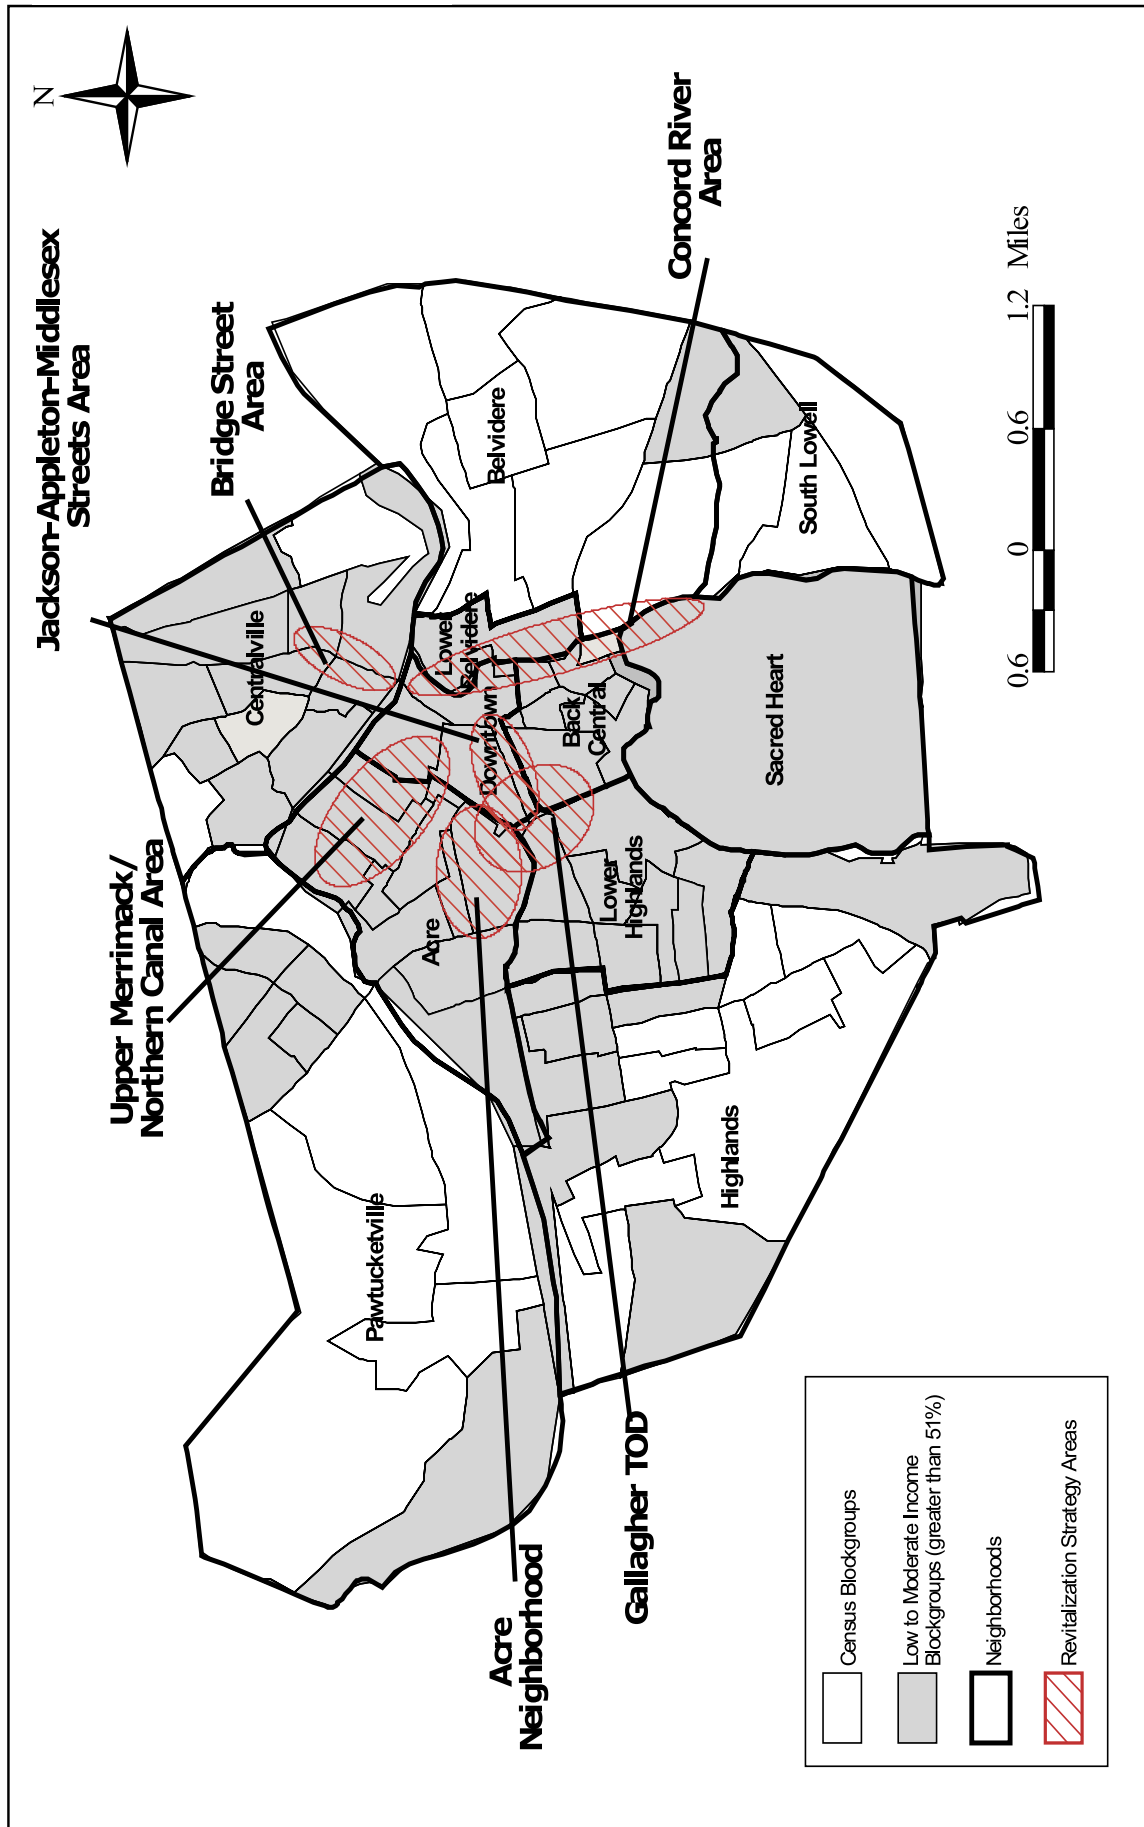 N
Jackson-Appleton-Middlesex
Streets Area
Bridge Street
Area
Concord River
Area
Upper Merrimack/
Northern Canal Area
Acre
Neighborhood
Gallagher TOD
Centralville
Belvidere
Lower
Belvidere
Downtown
Back
Central
South Lowell
Sacred Heart
Acre
Lower
Highlands
Pawtucketville
Highlands
0.6 0 0.6 1.2 Miles
Census Blockgroups
Low to Moderate Income
Blockgroups (greater than 51%)
Neighborhoods
Revitalization Strategy Areas